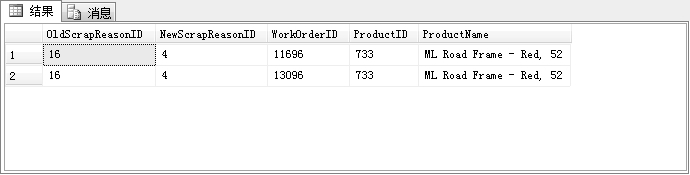 结果 消息
OldScrapReasonID NewScrapReasonID WorkOrderID ProductID ProductName
1 16 4 11696 733 ML Road Frame - Red, 52
2 16 4 13096 733 ML Road Frame - Red, 52